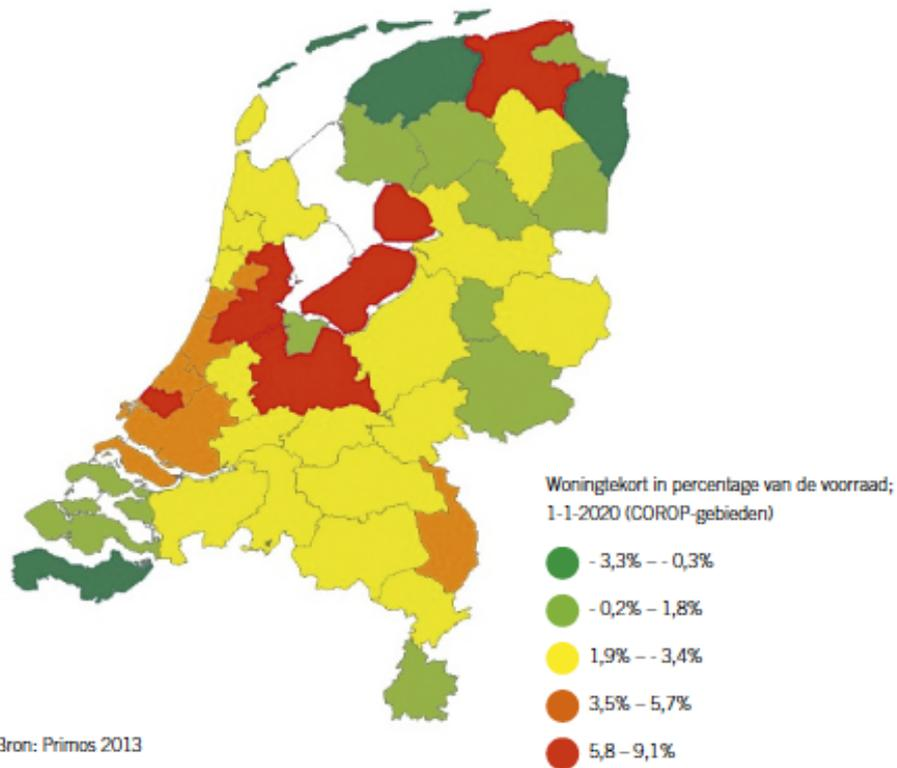 Woningtekort in percentage van de voorraad;
1-1-2020 (COROP-gebieden)
- 3,3% – - 0,3%
- 0,2% – 1,8%
1,9% – - 3,4%
3,5% – 5,7%
5,8 – 9,1%
Bron: Primos 2013